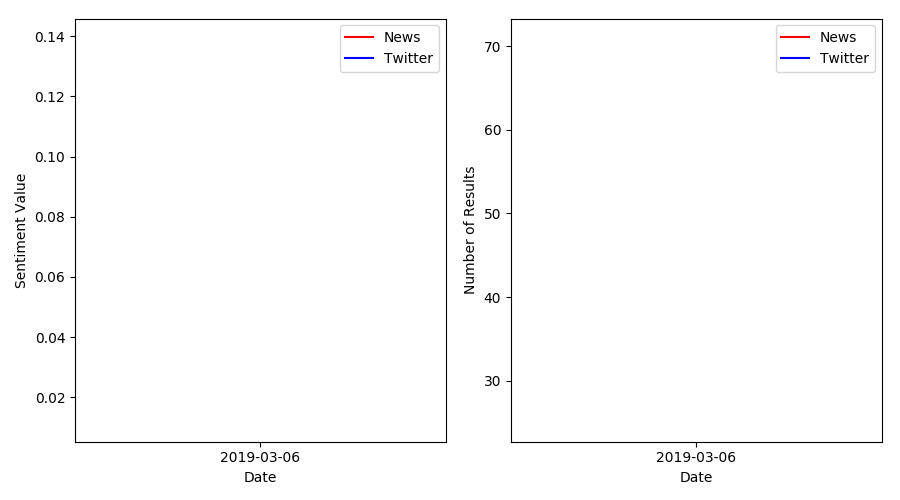 0.14
0.12
0.10
0.08
0.06
0.04
0.02
Sentiment Value
News
Twitter
2019-03-06
Date
70
60
50
40
30
Number of Results
News
Twitter
2019-03-06
Date